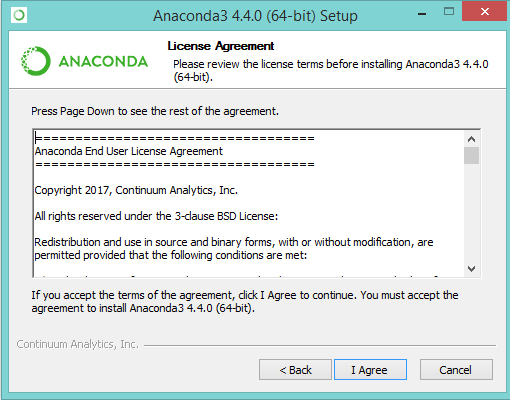 Anaconda3 4.4.0 (64-bit) Setup
License Agreement
Please review the license terms before installing Anaconda3 4.4.0
(64-bit).
ANACONDA
Press Page Down to see the rest of the agreement.
===================================
Anaconda End User License Agreement
===================================
Copyright 2017, Continuum Analytics, Inc.
All rights reserved under the 3-clause BSD License:
Redistribution and use in source and binary forms, with or without modification, are
permitted provided that the following conditions are met:
If you accept the terms of the agreement, click I Agree to continue. You must accept the
agreement to install Anaconda3 4.4.0 (64-bit).
Continuum Analytics, Inc.
< Back
I Agree
Cancel